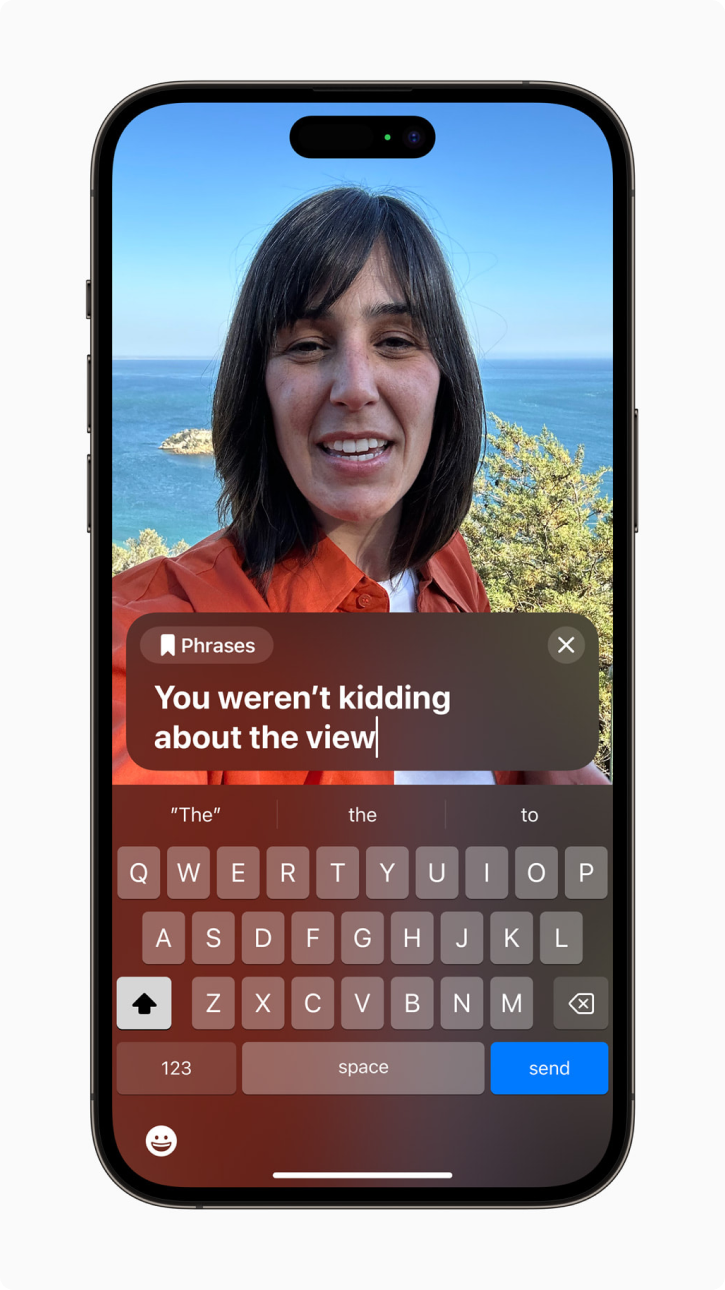 Phrases
You weren’t kidding
about the view
”The” the to
Q W E R T Y U I O P
A S D F G H J K L
Z X C V B N M
123 space send